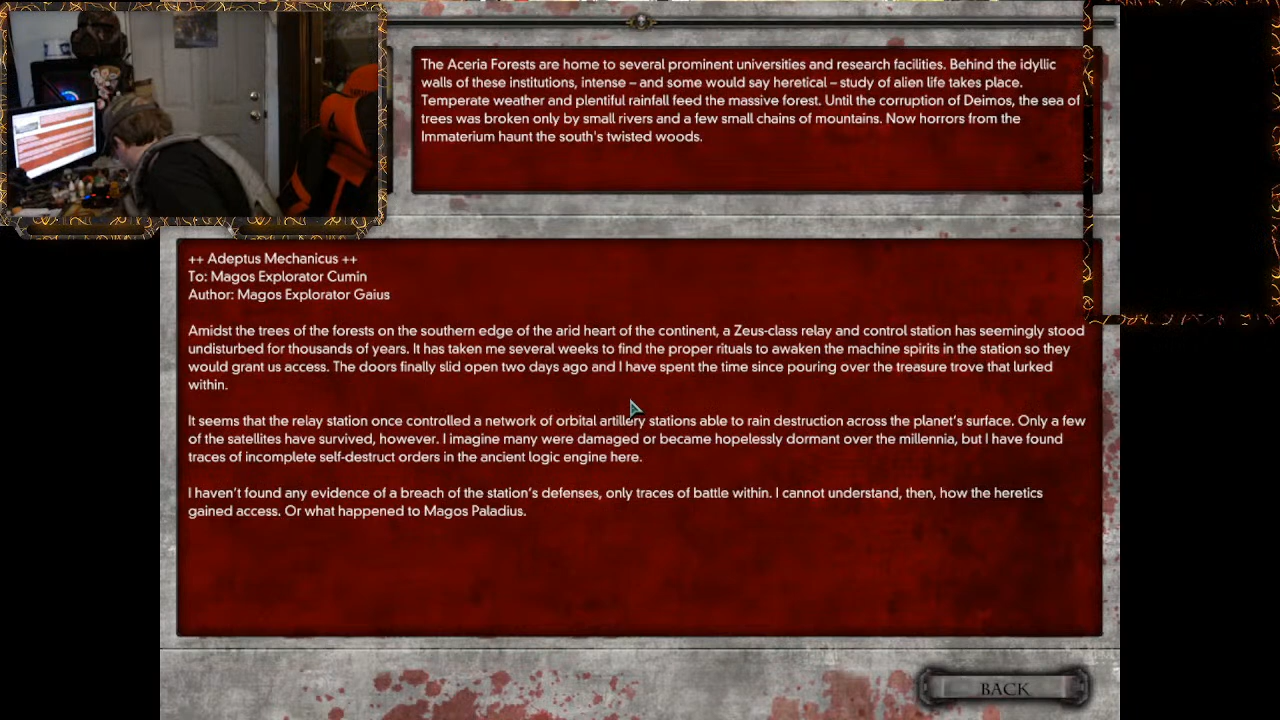 The Aceria Forests are home to several prominent universities and research facilities. Behind the idyllic
walls of these institutions, intense – and some would say heretical – study of alien life takes place.
Temperate weather and plentiful rainfall feed the massive forest. Until the corruption of Deimos, the sea of
trees was broken only by small rivers and a few small chains of mountains. Now horrors from the
Immaterium haunt the south's twisted woods.
++ Adeptus Mechanicus ++
To: Magos Explorator Cumin
Author: Magos Explorator Gaius
Amidst the trees of the forests on the southern edge of the arid heart of the continent, a Zeus-class relay and control station has seemingly stood
undisturbed for thousands of years. It has taken me several weeks to find the proper rituals to awaken the machine spirits in the station so they
would grant us access. The doors finally slid open two days ago and I have spent the time since pouring over the treasure trove that lurked
within.
It seems that the relay station once controlled a network of orbital artillery stations able to rain destruction across the planet's surface. Only a few
of the satellites have survived, however. I imagine many were damaged or became hopelessly dormant over the millennia, but I have found
traces of incomplete self-destruct orders in the ancient logic engine here.
I haven't found any evidence of a breach of the station's defenses, only traces of battle within. I cannot understand, then, how the heretics
gained access. Or what happened to Magos Paladius.
BACK